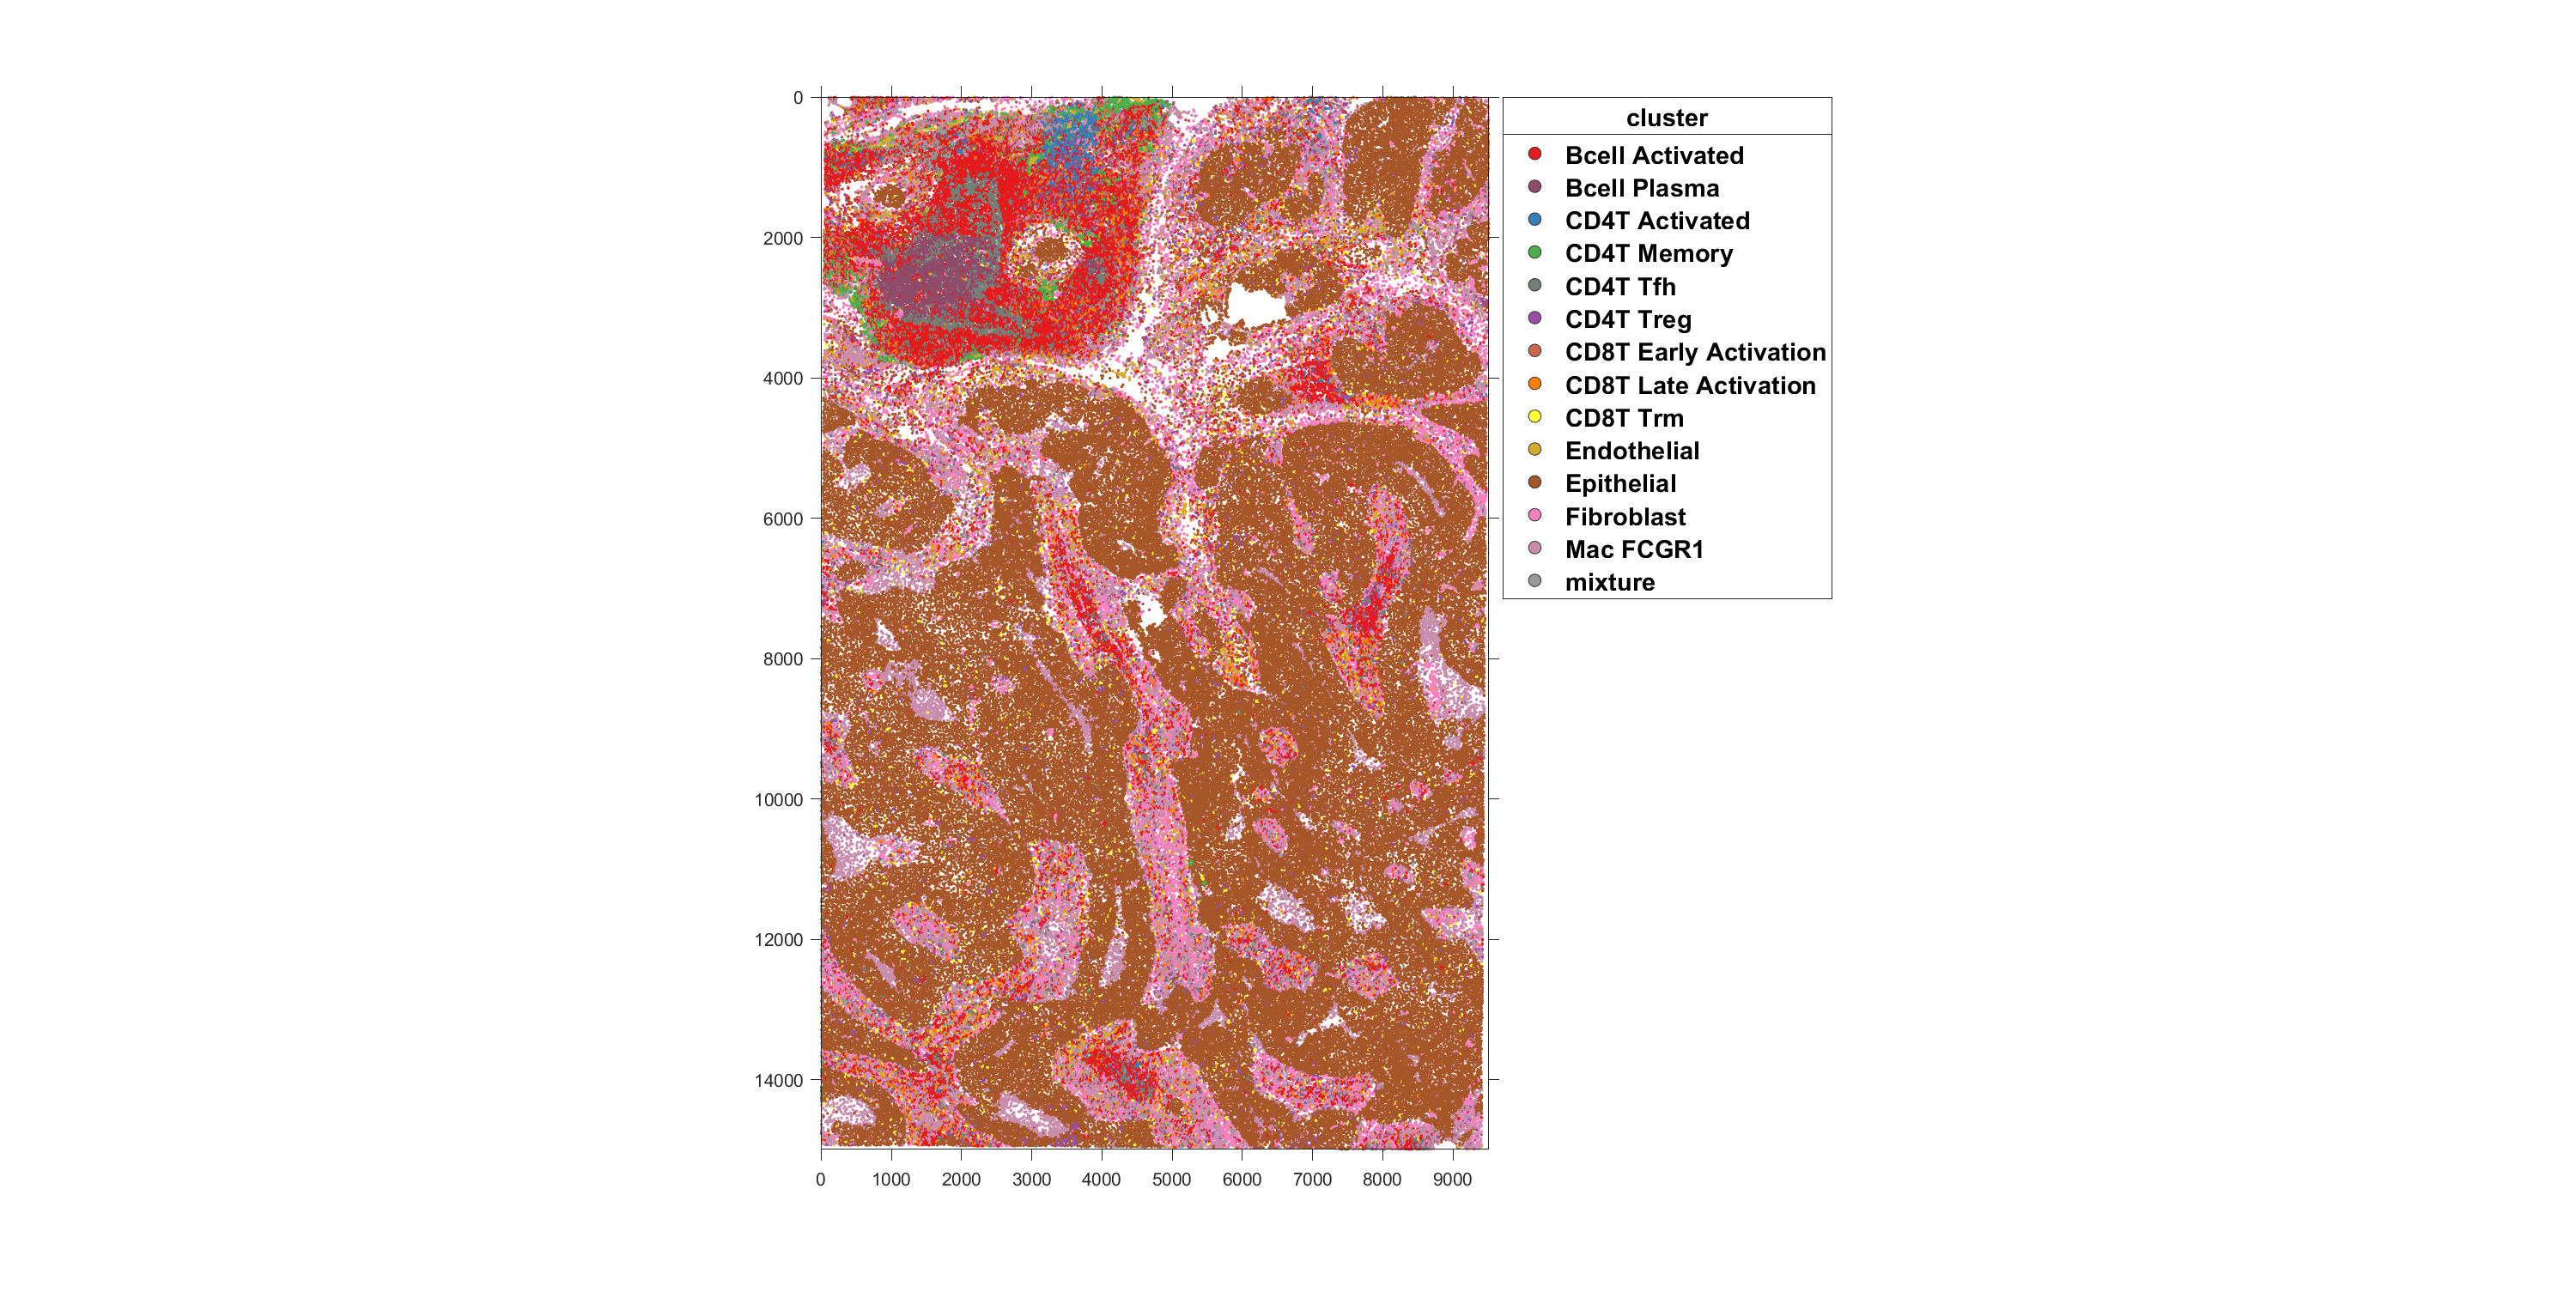 0
2000
4000
6000
8000
10000
12000
14000
0 1000 2000 3000 4000 5000 6000 7000 8000 9000
cluster
Bcell Activated
Bcell Plasma
CD4T Activated
CD4T Memory
CD4T Tfh
CD4T Treg
CD8T Early Activation
CD8T Late Activation
CD8T Trm
Endothelial
Epithelial
Fibroblast
Mac FCGR1
mixture